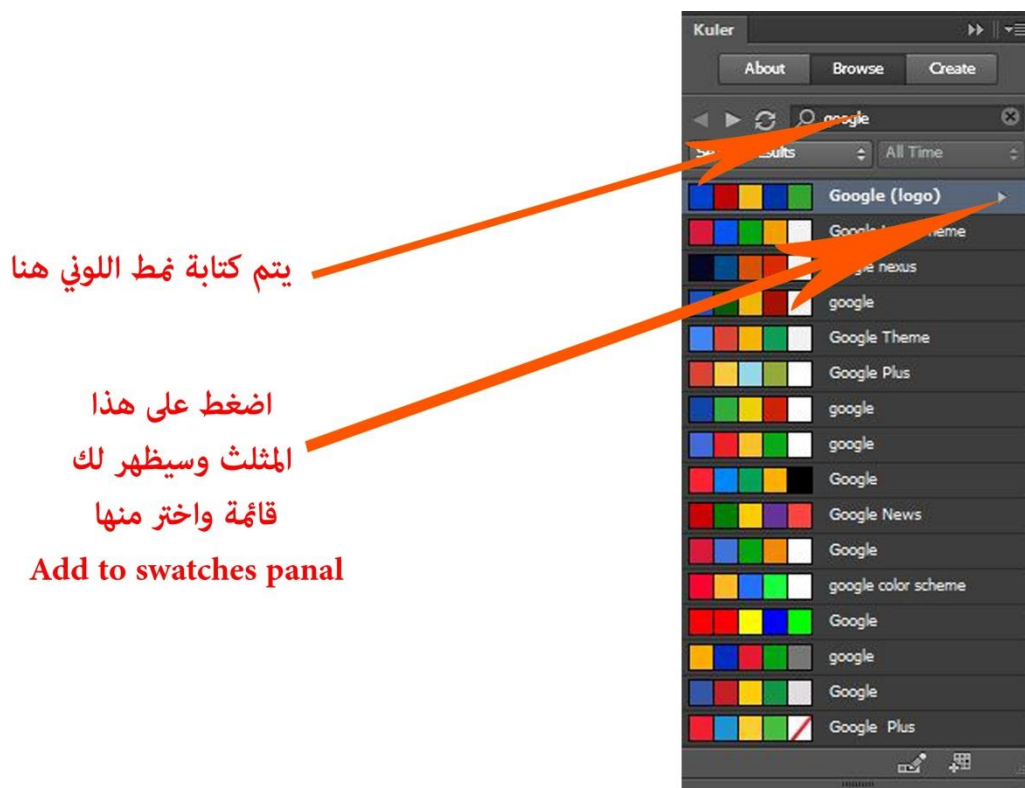 Kuler
About Browse Create
google
All Time
Google (logo)
يتم كتابة نمط اللوني هنا
Google nexus
google
Google Theme
Google Plus
اضغط على هذا
google
المثلث وسيظهر لك
google
قائمة واختر منها
Google
Google News
Add to swatches panal
Google
google color scheme
Google
google
Google
Google Plus